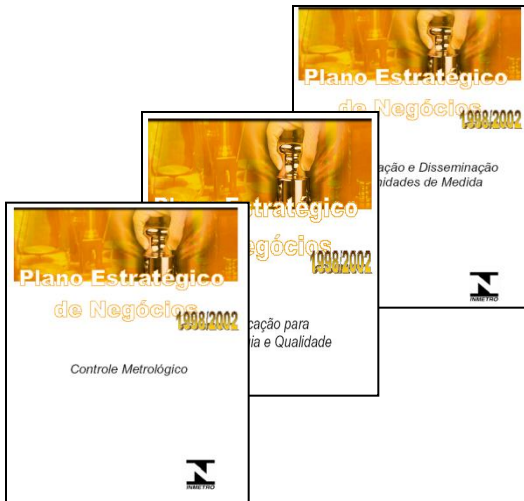 Plano Estratégico
de Negócios
1998/2002
ação e Disseminação
nidades de Medida
INMETRO
tratégico
egócios
1998/2002
cação para
ia e Qualidade
Plano Estratégico
de Negócios
1998/2002
Controle Metrológico
INMETRO